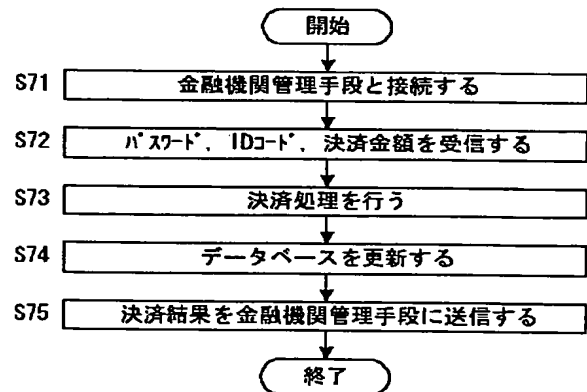 開始
S71 金融機関管理手段と接続する
S72 ﾊﾟｽﾜｰﾄﾞ, IDｺｰﾄﾞ, 決済金額を受信する
S73 決済処理を行う
S74 データベースを更新する
S75 決済結果を金融機関管理手段に送信する
終了